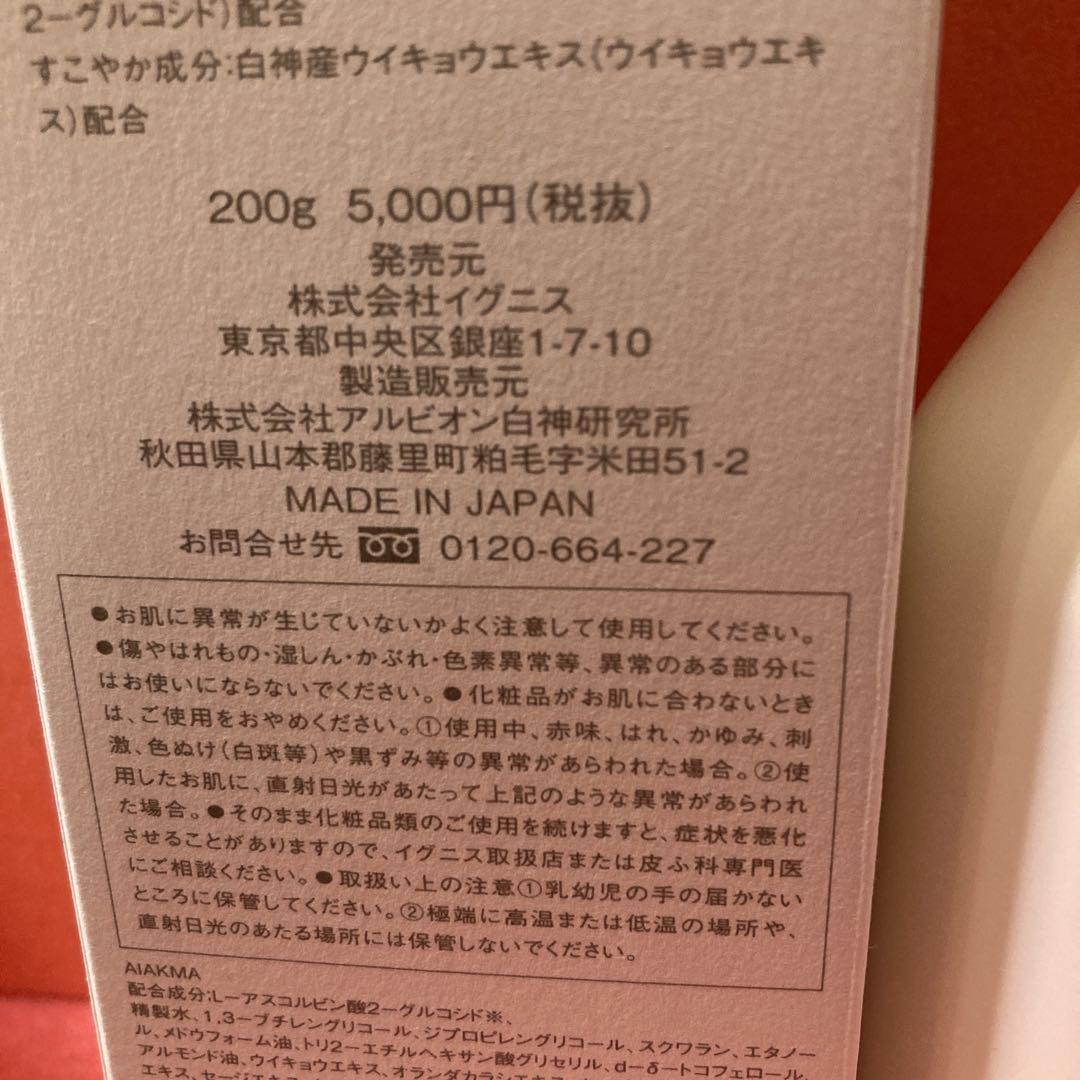 2ーグルコシド)配合
すこやか成分:白神産ウイキョウエキス(ウイキョウエキ
ス)配合
200g 5,000円(税抜)
発売元
株式会社イグニス
東京都中央区銀座1-7-10
製造販売元
株式会社アルビオン白神研究所
秋田県山本郡藤里町粕毛字米田51-2
MADE IN JAPAN
お問合せ先 0120-664-227
●お肌に異常が生じていないかよく注意して使用してください。
●傷やはれもの・湿しん・かぶれ・色素異常等、異常のある部分に
はお使いにならないでください。●化粧品がお肌に合わないとき
は、ご使用をおやめください。①使用中、赤味、はれ、かゆみ、刺
激、色ぬけ(白斑等)や黒ずみ等の異常があらわれた場合。②使
用したお肌に、直射日光があたって上記のような異常があらわれ
た場合。●そのまま化粧品類のご使用を続けますと、症状を悪化
させることがありますので、イグニス取扱店または皮ふ科専門医
にご相談ください。●取扱い上の注意①乳幼児の手の届かない
ところに保管してください。②極端に高温または低温の場所や、
直射日光のあたる場所には保管しないでください。
AIAKMA
配合成分:Lーアスコルビン酸2ーグルコシド※、
精製水、1,3ーブチレングリコール、ジプロピレングリコール、スクワラン、エタノー
ル、メドウフォーム油、トリ2ーエチルヘキサン酸グリセリル、dーδートコフェロール、
アルモンド油、ウイキョウエキス、オランダカラシエキス、
エキス、セージエキス